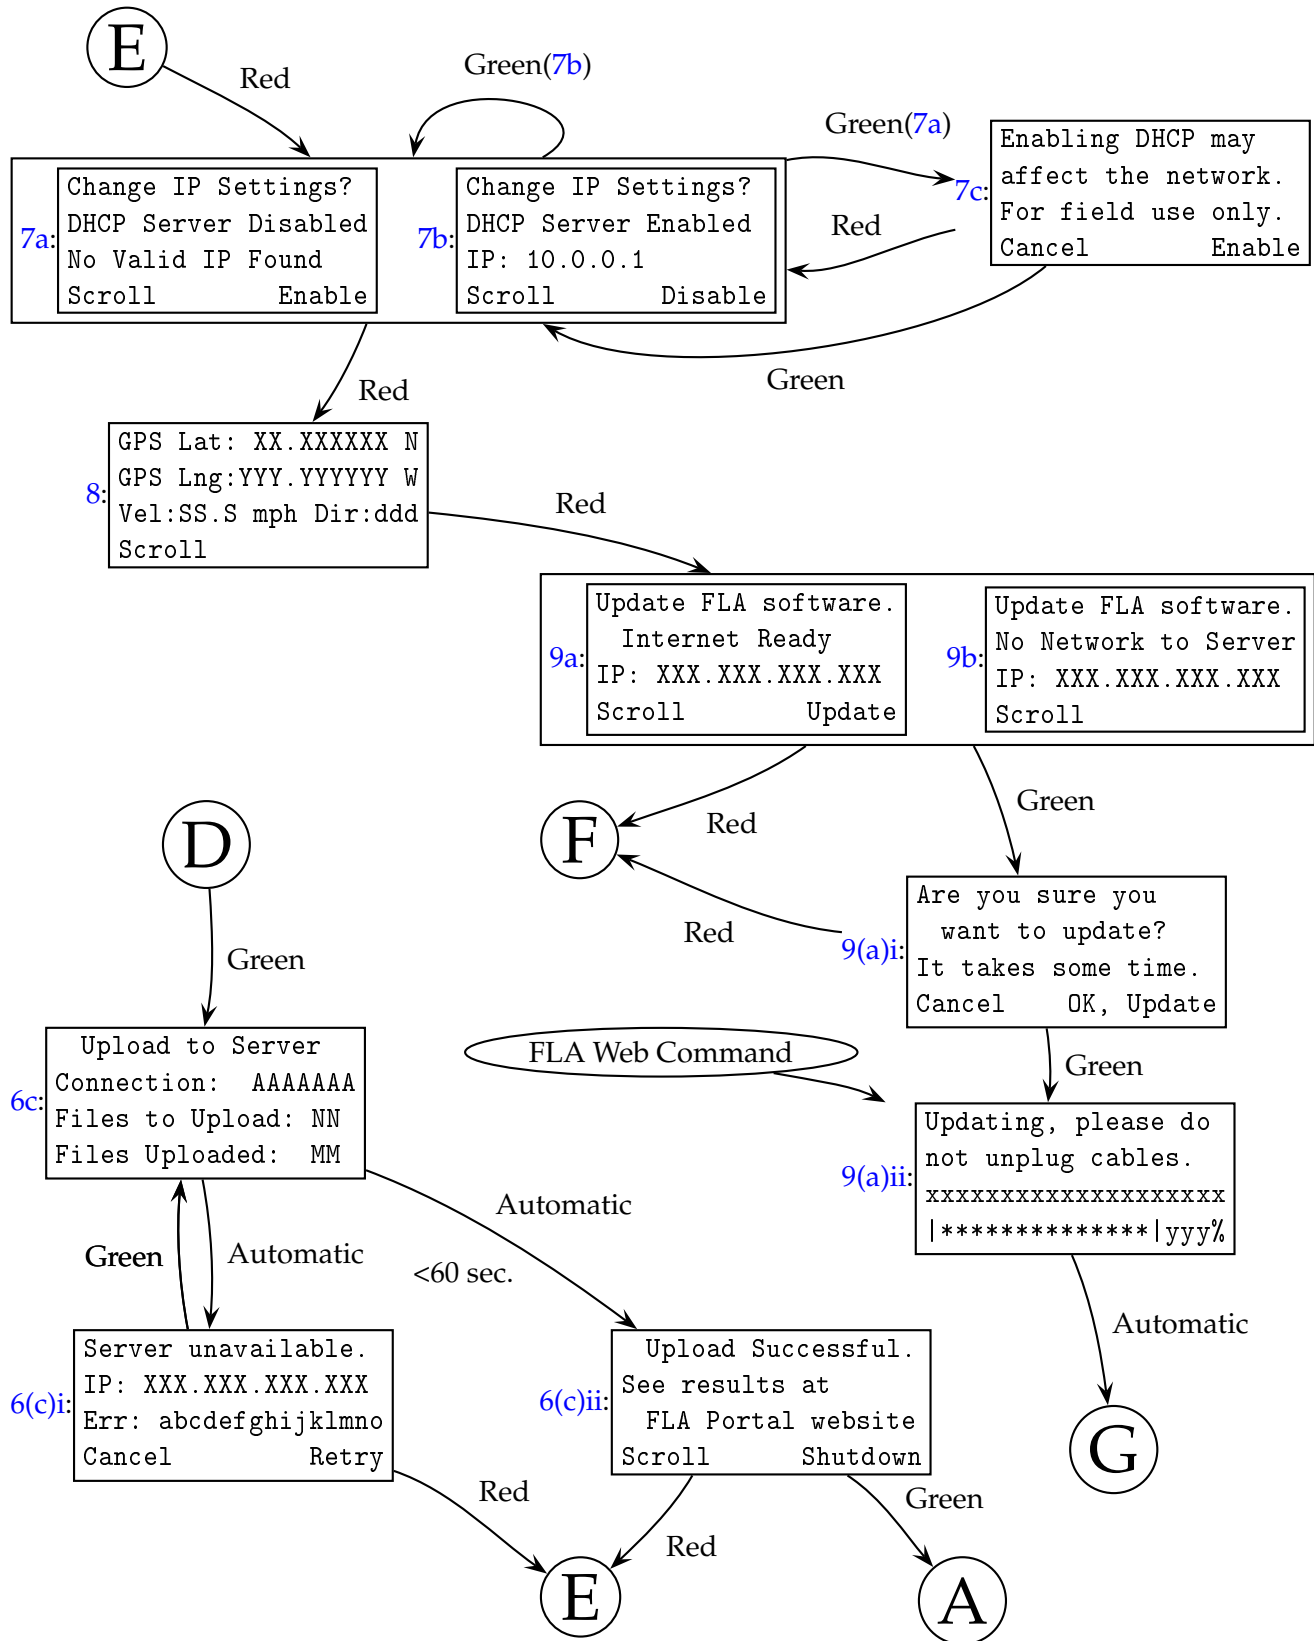 E
Red
Green(7b)
Green(7a)
7a:
Change IP Settings?
DHCP Server Disabled
No Valid IP Found
Scroll Enable
7b:
Change IP Settings?
DHCP Server Enabled
IP: 10.0.0.1
Scroll Disable
7c:
Enabling DHCP may
affect the network.
For field use only.
Cancel Enable
Red
Green
Red
8:
GPS Lat: XX.XXXXXX N
GPS Lng:YYY.YYYYYY W
Vel:SS.S mph Dir:ddd
Scroll
Red
9a:
Update FLA software.
Internet Ready
IP: XXX.XXX.XXX.XXX
Scroll Update
9b:
Update FLA software.
No Network to Server
IP: XXX.XXX.XXX.XXX
Scroll
Red
Green
F
Red
9(a)i:
Are you sure you
want to update?
It takes some time.
Cancel OK, Update
D
Green
FLA Web Command
Green
6c:
Upload to Server
Connection: AAAAAAA
Files to Upload: NN
Files Uploaded: MM
9(a)ii:
Updating, please do
not unplug cables.
xxxxxxxxxxxxxxxxxxxx
|**************|yyy%
Green
Automatic
Automatic
<60 sec.
Automatic
6(c)i:
Server unavailable.
IP: XXX.XXX.XXX.XXX
Err: abcdefghijklmno
Cancel Retry
6(c)ii:
Upload Successful.
See results at
FLA Portal website
Scroll Shutdown
G
Red
Red
Green
E
A